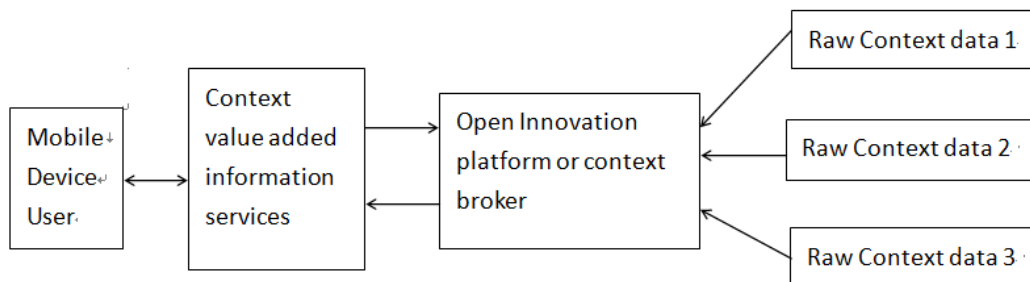 Mobile
Device
User
Context
value added
information
services
Open Innovation
platform or context
broker
Raw Context data 1
Raw Context data 2
Raw Context data 3